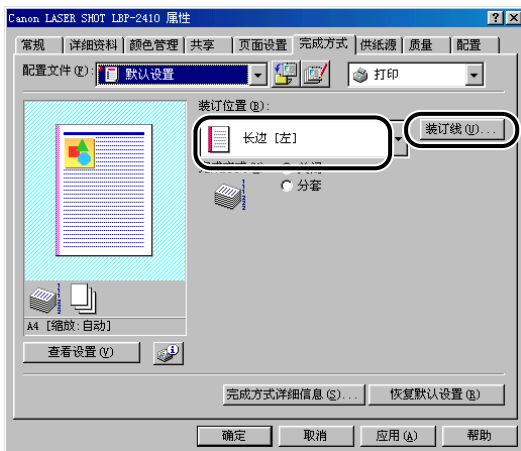 Canon LASER SHOT LBP-2410 属性
常规 详细资料 颜色管理 共享 页面设置 完成方式 供纸源 质量 配置
配置文件(F): 默认设置 打印
装订位置(B):
长边 [左] 装订线(U)...
分套
A4 [缩放:自动]
查看设置(V)
完成方式详细信息(S)... 恢复默认设置(R)
确定 取消 应用(A) 帮助